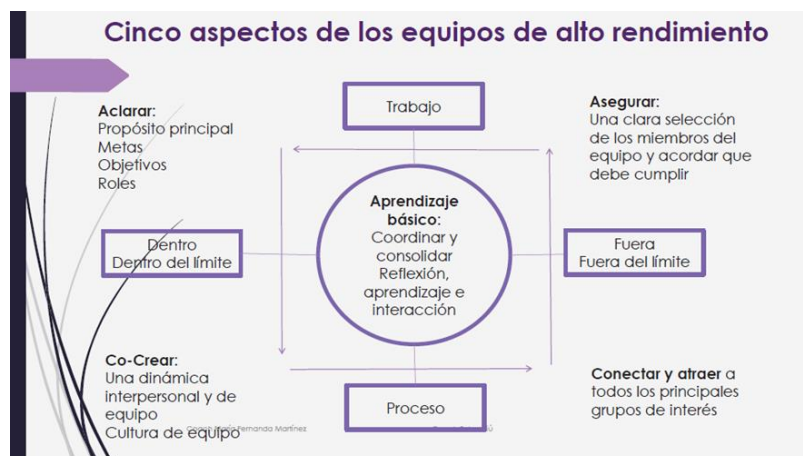 Cinco aspectos de los equipos de alto rendimiento
Aclarar:
Propósito principal
Metas
Objetivos
Roles
Trabajo
Asegurar:
Una clara selección
de los miembros del
equipo y acordar que
debe cumplir
Dentro
Dentro del límite
Aprendizaje
básico:
Coordinar y
consolidar
Reflexión,
aprendizaje e
interacción
Fuera
Fuera del límite
Co-Crear:
Una dinámica
interpersonal y de
equipo
Cultura de equipo
Proceso
Conectar y atraer a
todos los principales
grupos de interés
Fernanda Martínez